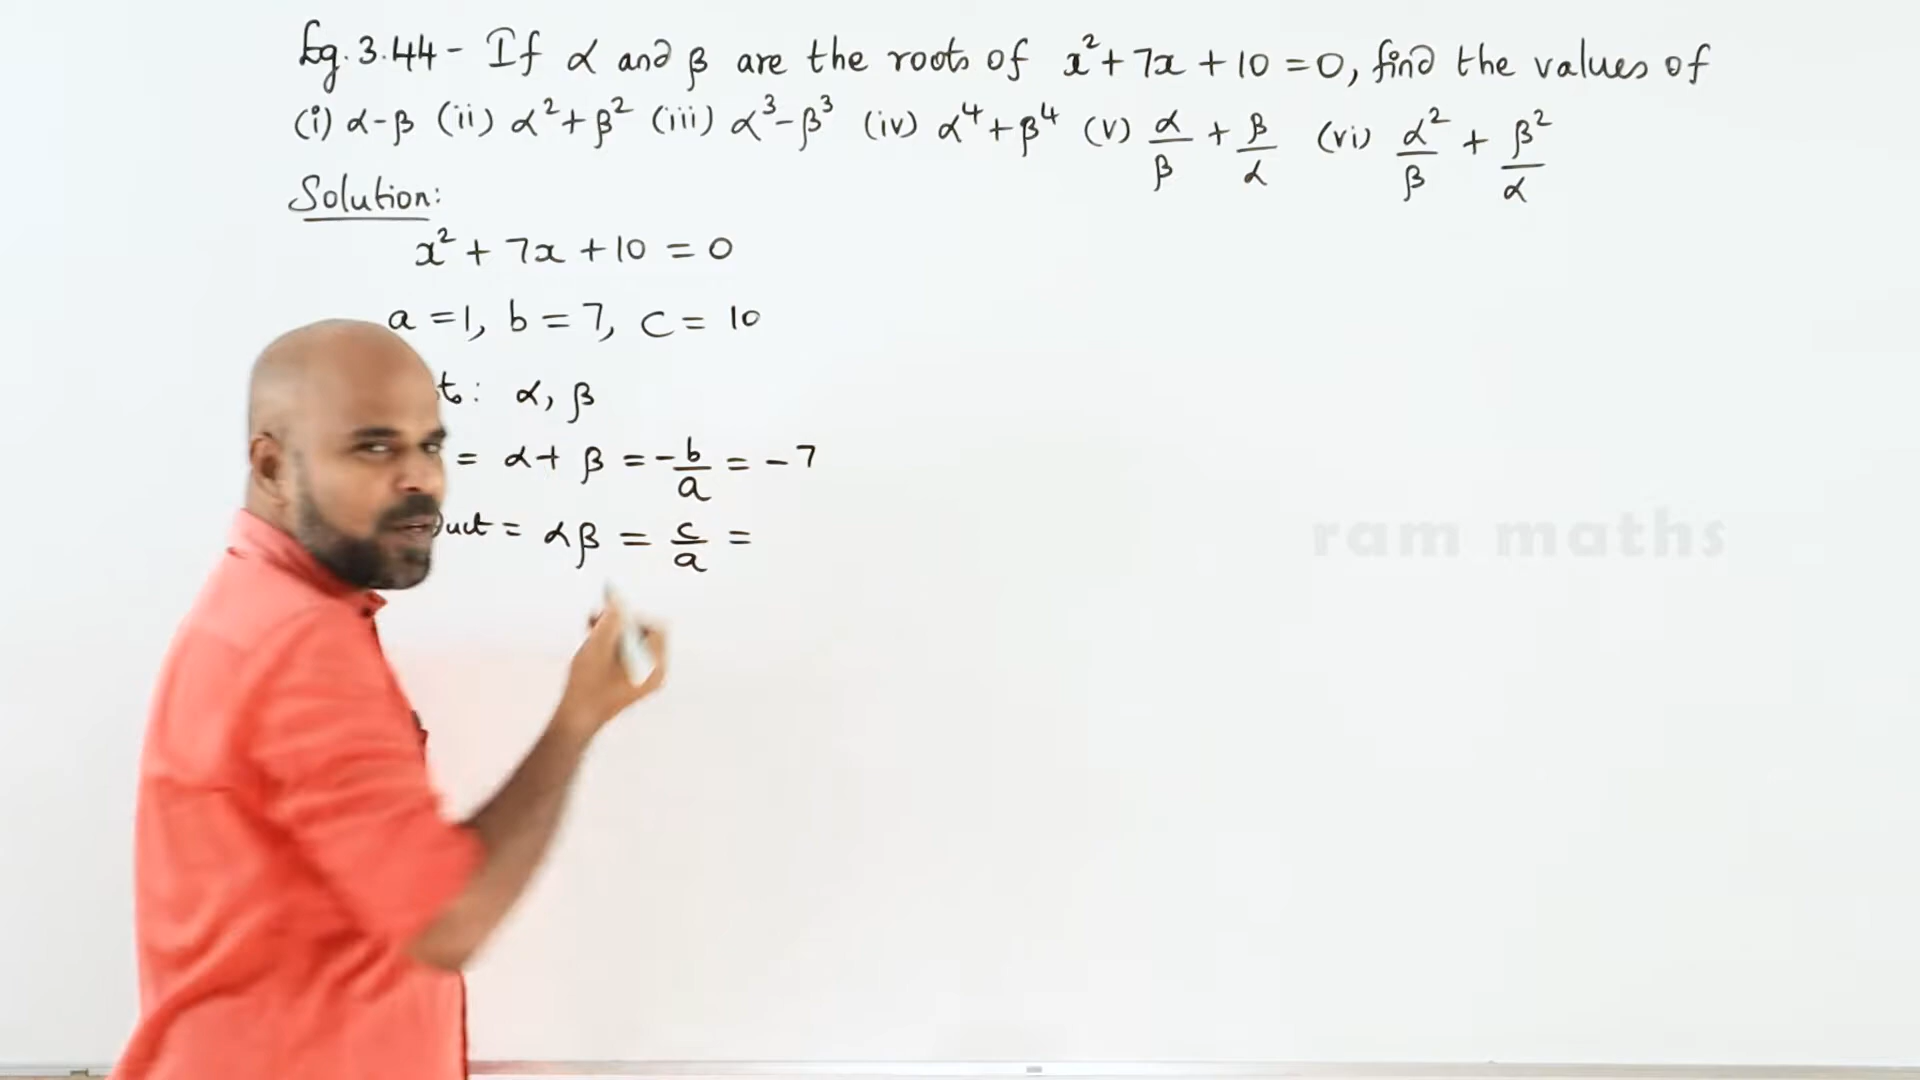 Eg. 3.44 - If α and β are the roots of x² + 7x + 10 = 0, find the values of
(i) α-β (ii) α²+β² (iii) α³-β³ (iv) α⁴+β⁴ (v) α/β + β/α (vi) α²/β + β²/α
Solution:
x² + 7x + 10 = 0
a = 1, b = 7, c = 10
: α, β
= α + β = -b/a = -7
= αβ = c/a =
ram maths